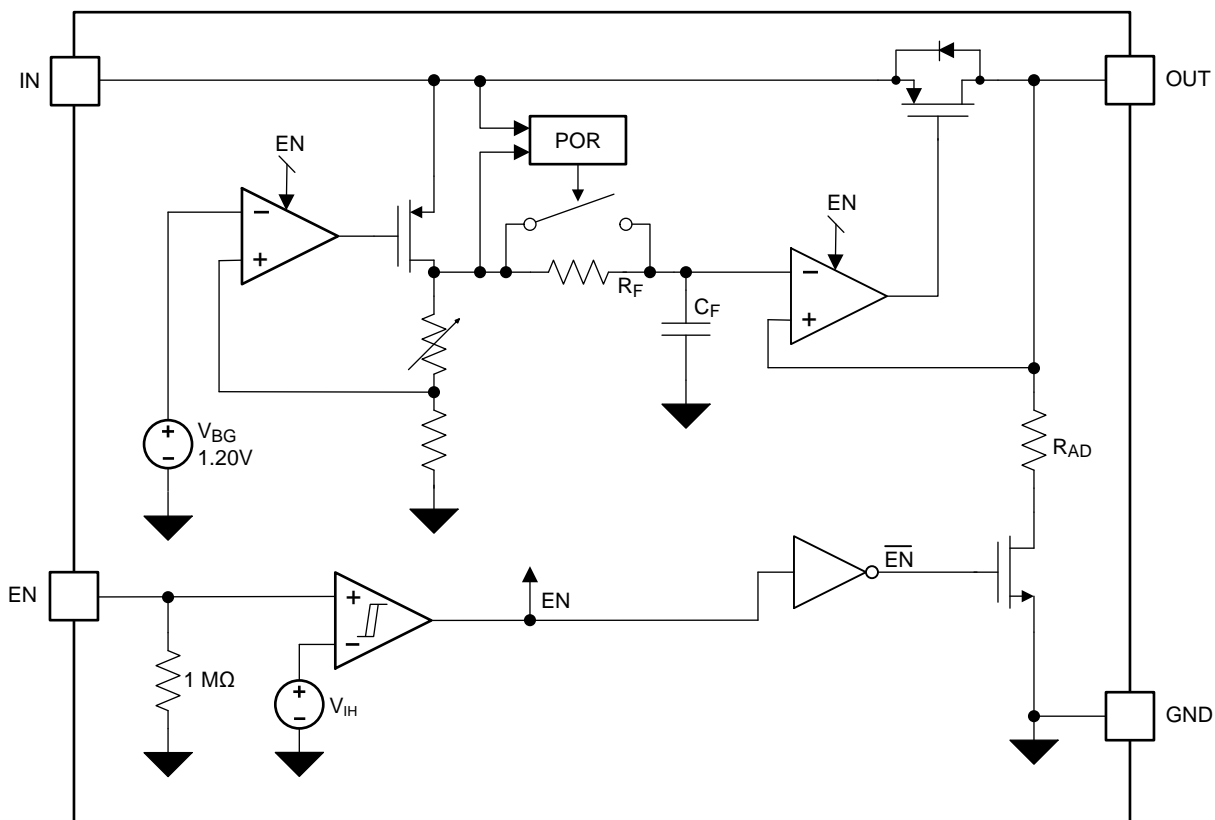 IN
OUT
EN
POR
EN
−
+
R_F
C_F
−
+
V_BG
1.20V
+
−
R_AD
EN
EN
EN̅
+
−
1 MΩ
+
−
V_IH
GND